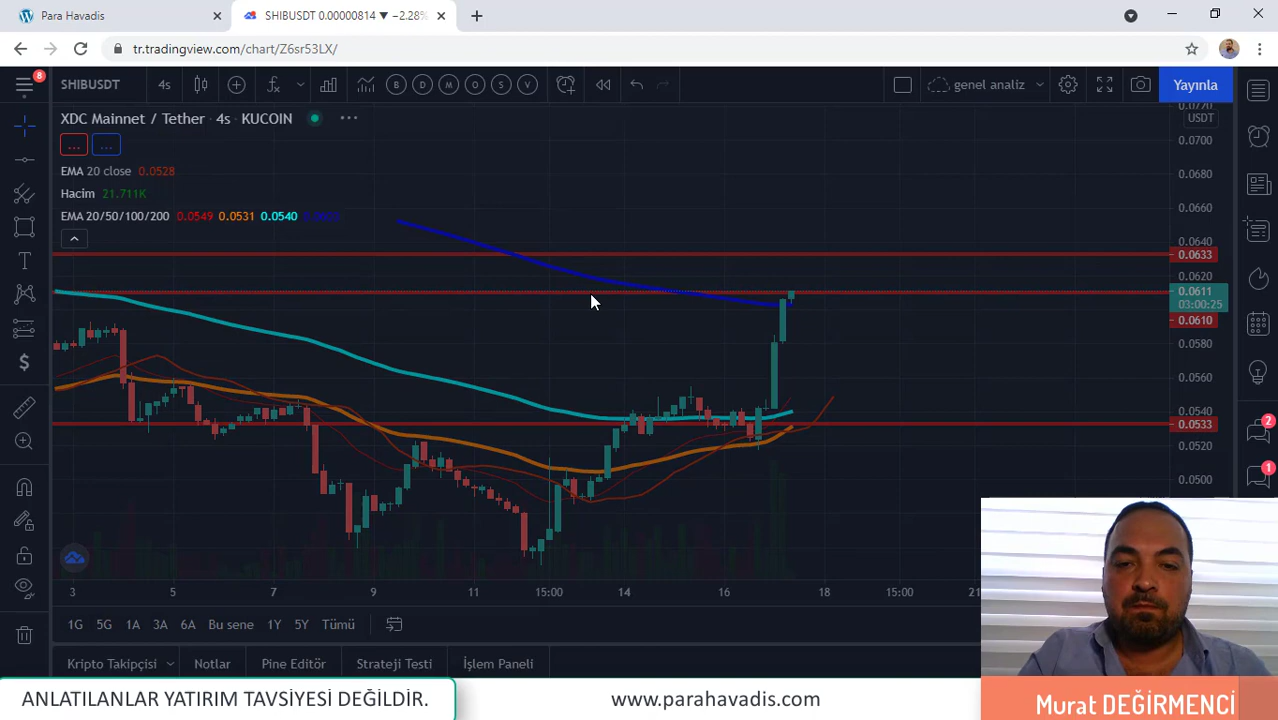 Para Havadis
SHIBUSDT 0.00000814 ▼ −2.28%
tr.tradingview.com/chart/Z6sr53LX/
8
SHIBUSDT 4s B D M O S V genel analiz Yayınla
XDC Mainnet / Tether · 4s · KUCOIN
EMA 20 close 0.0528
Hacim 21.711K
EMA 20/50/100/200 0.0549 0.0531 0.0540
0.0770
USDT
0.0700
0.0680
0.0660
0.0640
0.0633
0.0620
0.0611
03:00:25
0.0610
0.0580
0.0560
0.0540
0.0533
0.0520
0.0500
2
1
3 5 7 9 11 15:00 14 16 18 15:00
1G 5G 1A 3A 6A Bu sene 1Y 5Y Tümü
Kripto Takipçisi Notlar Pine Editör Strateji Testi İşlem Paneli
ANLATILANLAR YATIRIM TAVSİYESİ DEĞİLDİR.
www.parahavadis.com
Murat DEĞİRMENCİ